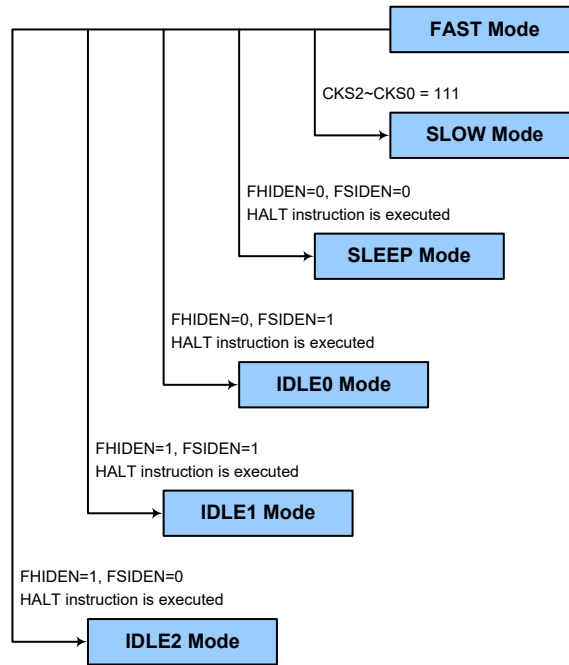 FAST Mode
CKS2~CKS0 = 111
SLOW Mode
FHIDEN=0, FSIDEN=0
HALT instruction is executed
SLEEP Mode
FHIDEN=0, FSIDEN=1
HALT instruction is executed
IDLE0 Mode
FHIDEN=1, FSIDEN=1
HALT instruction is executed
IDLE1 Mode
FHIDEN=1, FSIDEN=0
HALT instruction is executed
IDLE2 Mode